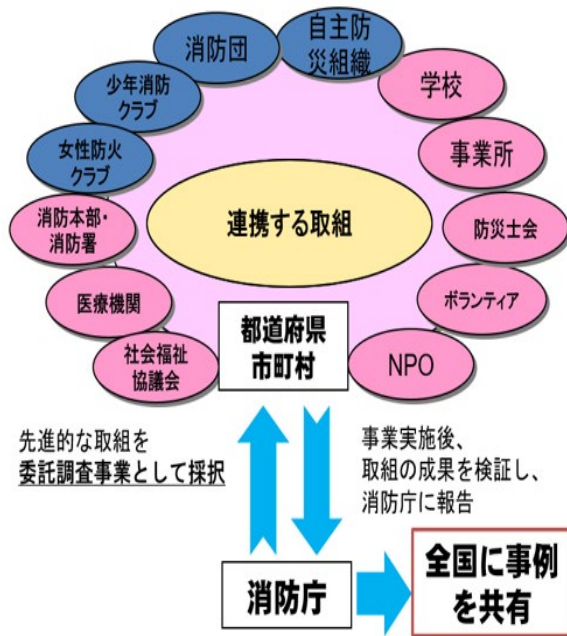 自主防
災組織
消防団
学校
少年消防
クラブ
事業所
女性防火
クラブ
消防本部・
消防署
連携する取組
防災士会
医療機関
ボランティア
都道府県
市町村
社会福祉
協議会
NPO
先進的な取組を
委託調査事業として採択
事業実施後、
取組の成果を検証し、
消防庁に報告
消防庁
全国に事例
を共有